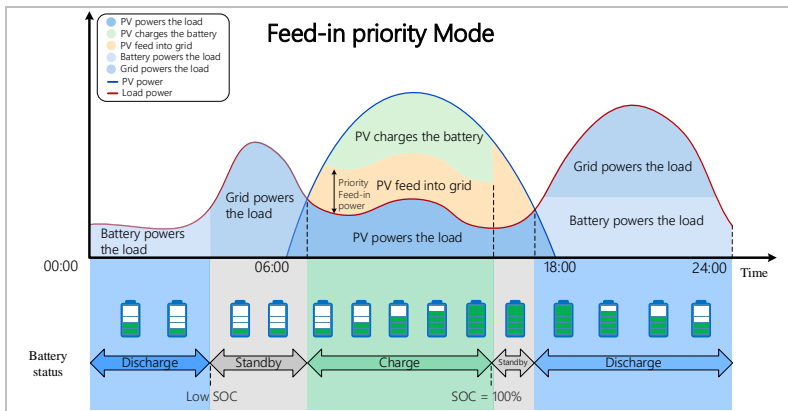 Feed-in priority Mode
PV powers the load
PV charges the battery
PV feed into grid
Battery powers the load
Grid powers the load
PV power
Load power
PV charges the battery
Grid powers the load
Priority
Feed-in
power
PV feed into grid
Grid powers
the load
Battery powers
the load
PV powers the load
Battery powers the load
00:00
06:00
18:00
24:00
Time
Battery
status
Discharge
Standby
Charge
Standby
Discharge
Low SOC
SOC = 100%